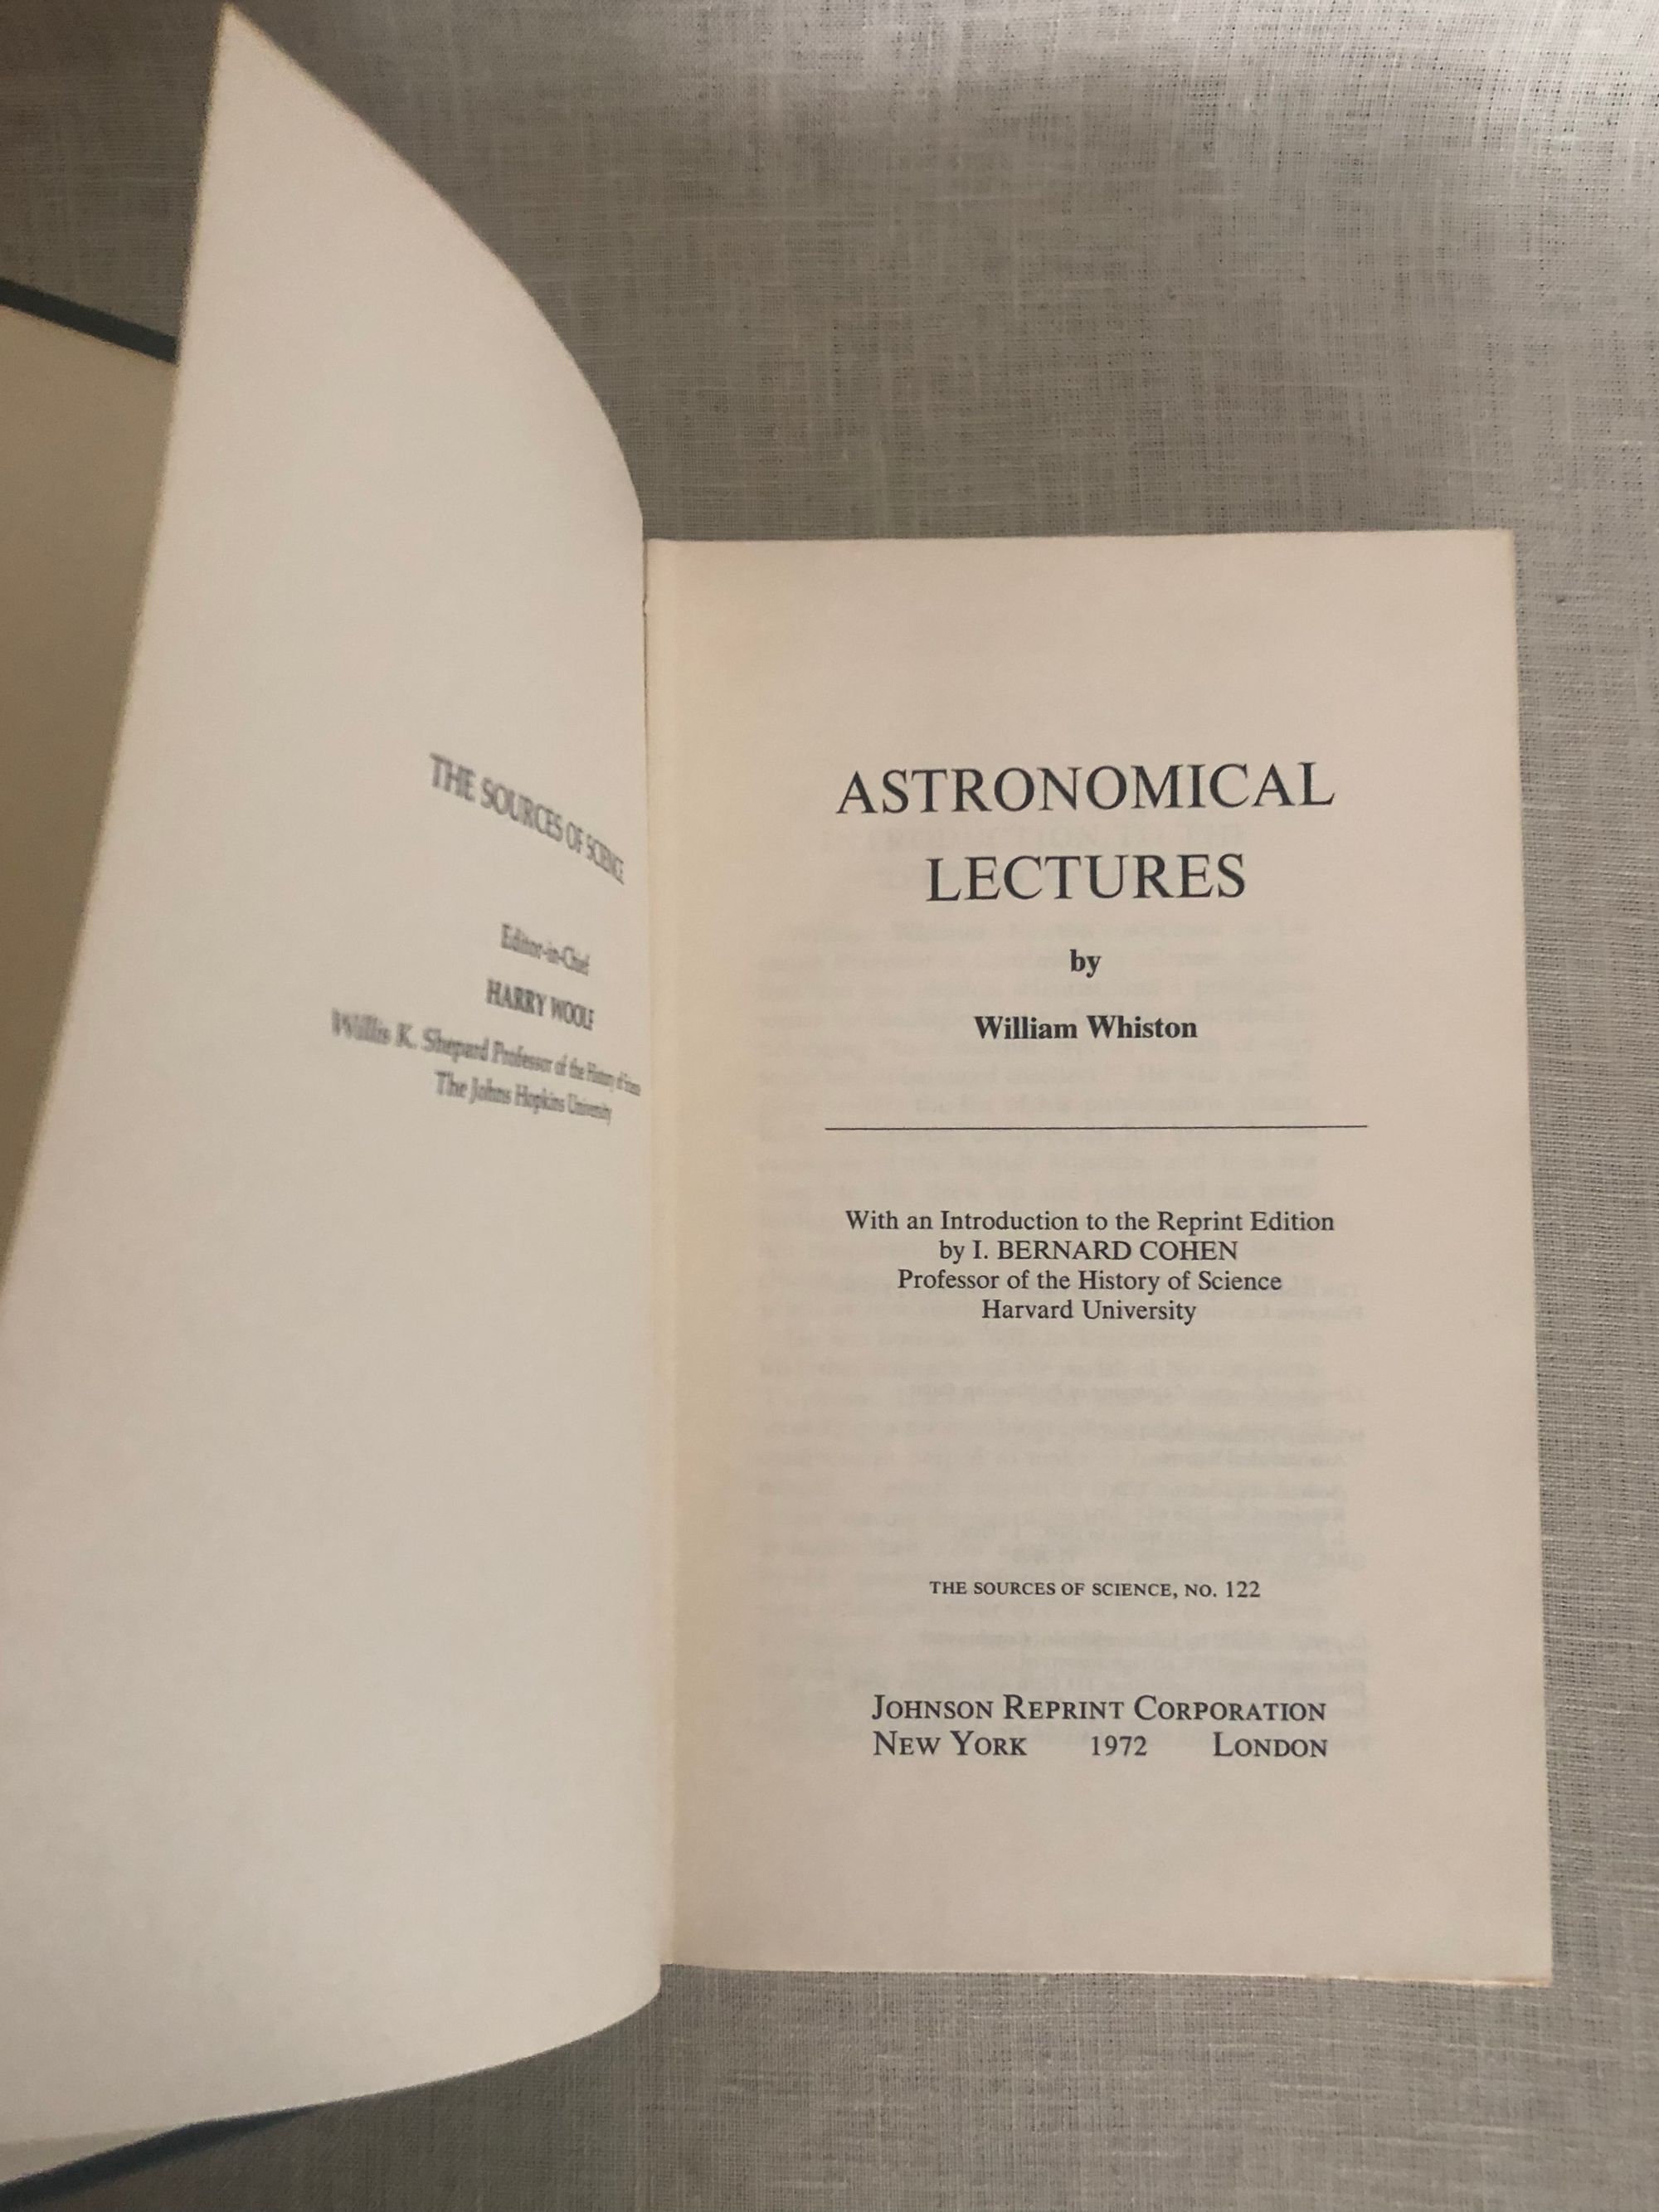 THE SOURCES OF SCIENCE
Editor-in-Chief
HARRY WOOLF
Willis K. Shepard Professor of the History of Science
The Johns Hopkins University
ASTRONOMICAL
LECTURES
by
William Whiston
With an Introduction to the Reprint Edition
by I. BERNARD COHEN
Professor of the History of Science
Harvard University
THE SOURCES OF SCIENCE, NO. 122
JOHNSON REPRINT CORPORATION
NEW YORK 1972 LONDON